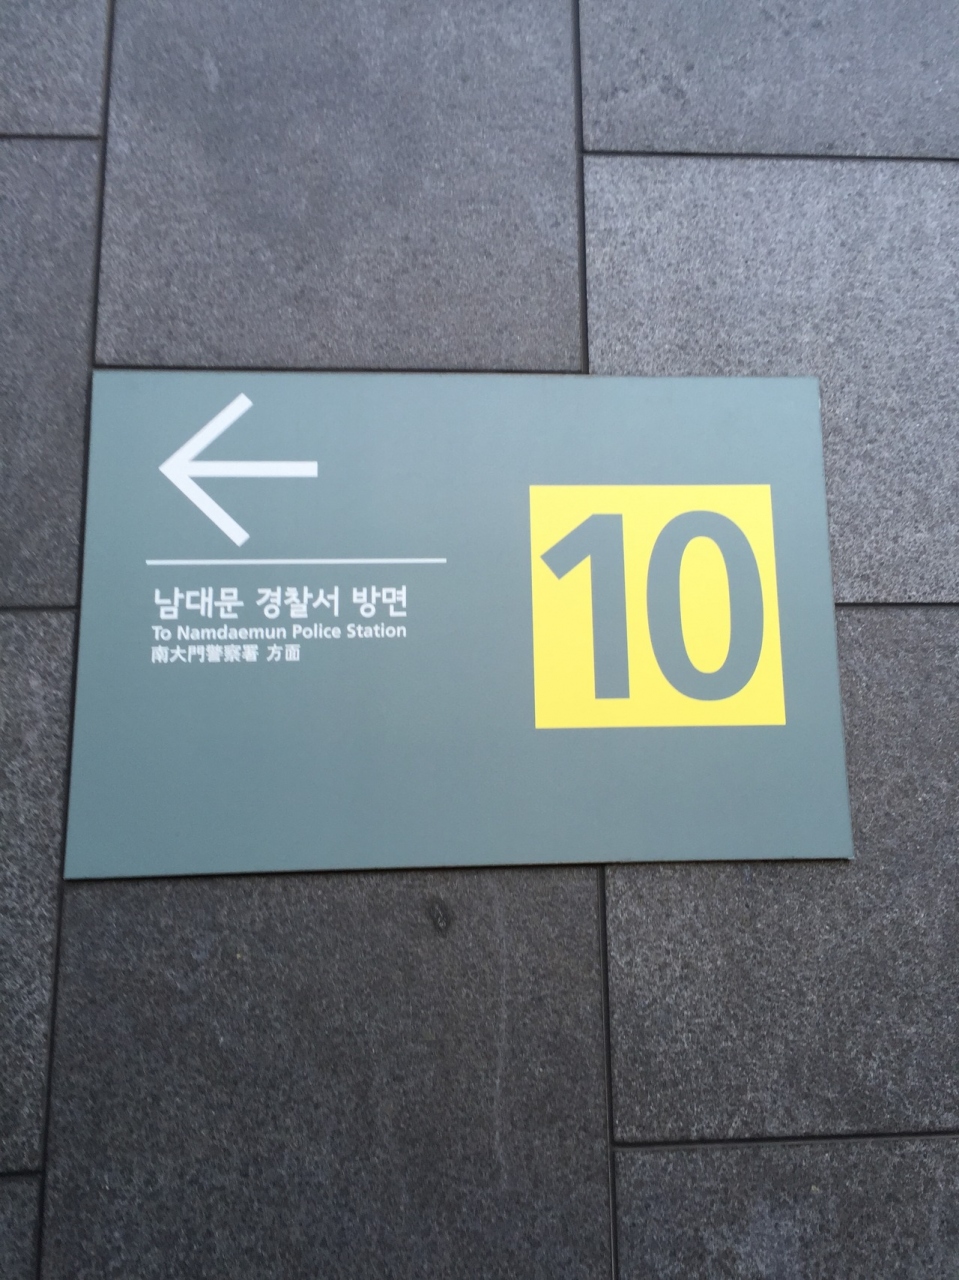 남대문 경찰서 방면
To Namdaemun Police Station
南大門警察署 方面
10